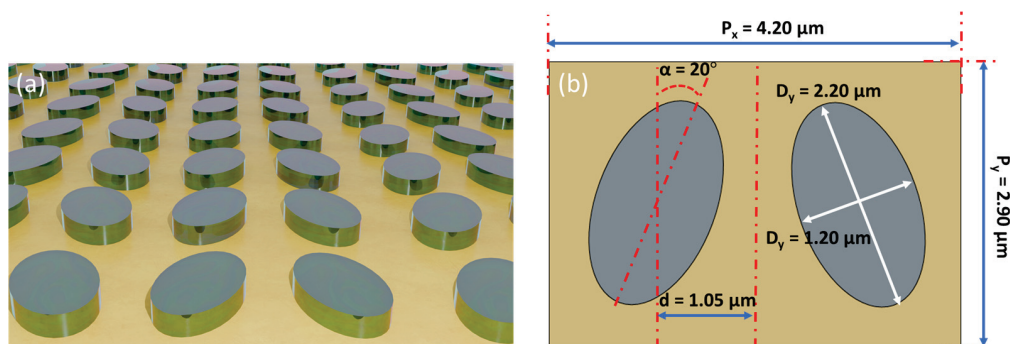 (a)
(b)
Pₓ = 4.20 µm
α = 20°
D_y = 2.20 µm
D_y = 1.20 µm
d = 1.05 µm
P_y = 2.90 µm